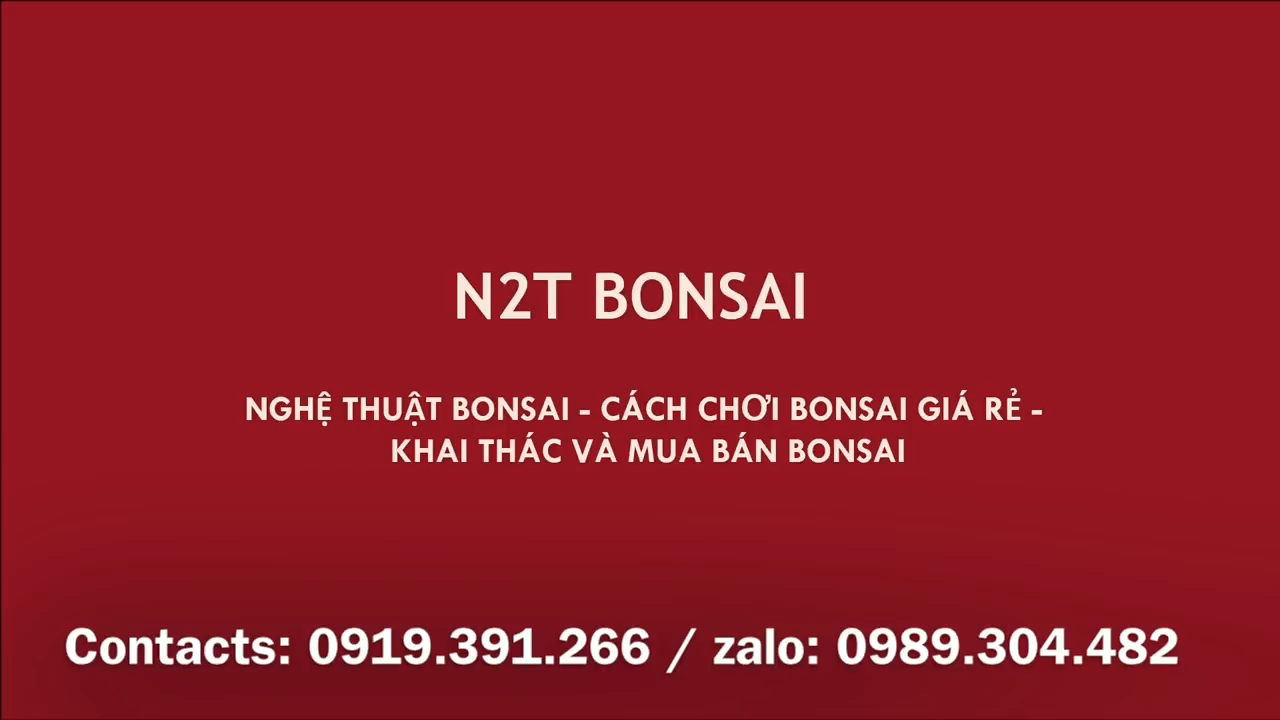 N2T BONSAI
NGHỆ THUẬT BONSAI - CÁCH CHƠI BONSAI GIÁ RẺ -
KHAI THÁC VÀ MUA BÁN BONSAI
Contacts: 0919.391.266 / zalo: 0989.304.482